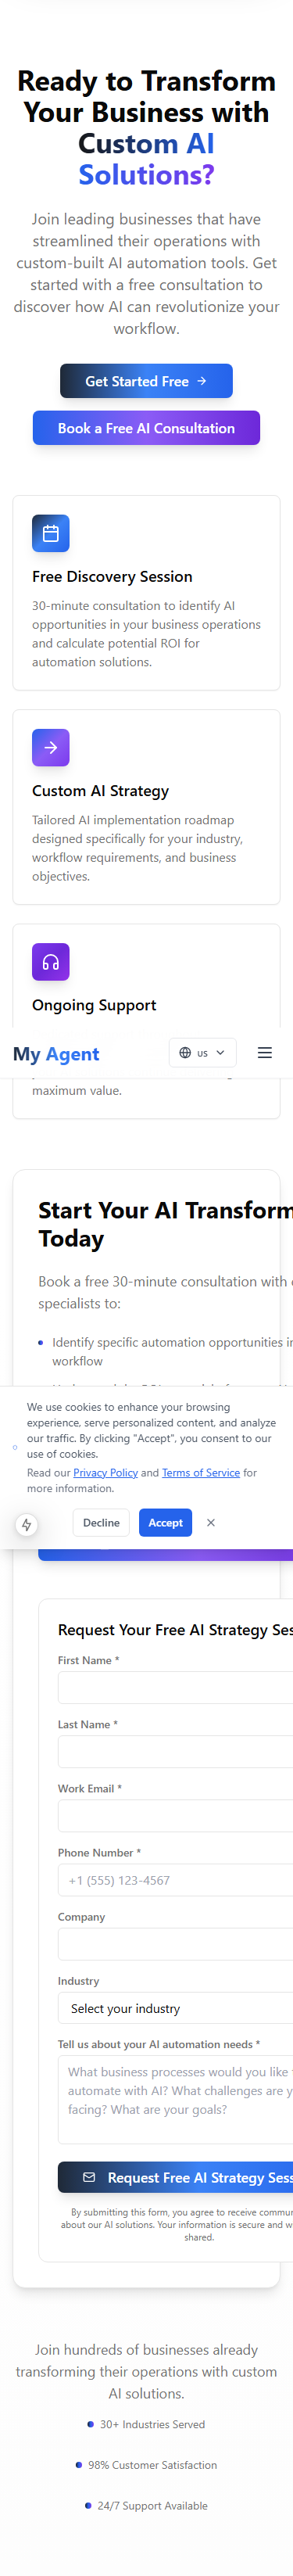 Ready to Transform
Your Business with
Custom AI
Solutions?
Join leading businesses that have
streamlined their operations with
custom-built AI automation tools. Get
started with a free consultation to
discover how AI can revolutionize your
workflow.
Get Started Free
Book a Free AI Consultation
Free Discovery Session
30-minute consultation to identify AI
opportunities in your business operations
and calculate potential ROI for
automation solutions.
Custom AI Strategy
Tailored AI implementation roadmap
designed specifically for your industry,
workflow requirements, and business
objectives.
Ongoing Support
My Agent
us
maximum value.
Start Your AI Transform
Today
Book a free 30-minute consultation with
specialists to:
Identify specific automation opportunities in
workflow
We use cookies to enhance your browsing
experience, serve personalized content, and analyze
our traffic. By clicking "Accept", you consent to our
use of cookies.
Read our Privacy Policy and Terms of Service for
more information.
Decline
Accept
Request Your Free AI Strategy Ses
First Name *
Last Name *
Work Email *
Phone Number *
+1 (555) 123-4567
Company
Industry
Select your industry
Tell us about your AI automation needs *
What business processes would you like
automate with AI? What challenges are y
facing? What are your goals?
Request Free AI Strategy Sess
By submitting this form, you agree to receive commun
about our AI solutions. Your information is secure and w
shared.
Join hundreds of businesses already
transforming their operations with custom
AI solutions.
30+ Industries Served
98% Customer Satisfaction
24/7 Support Available